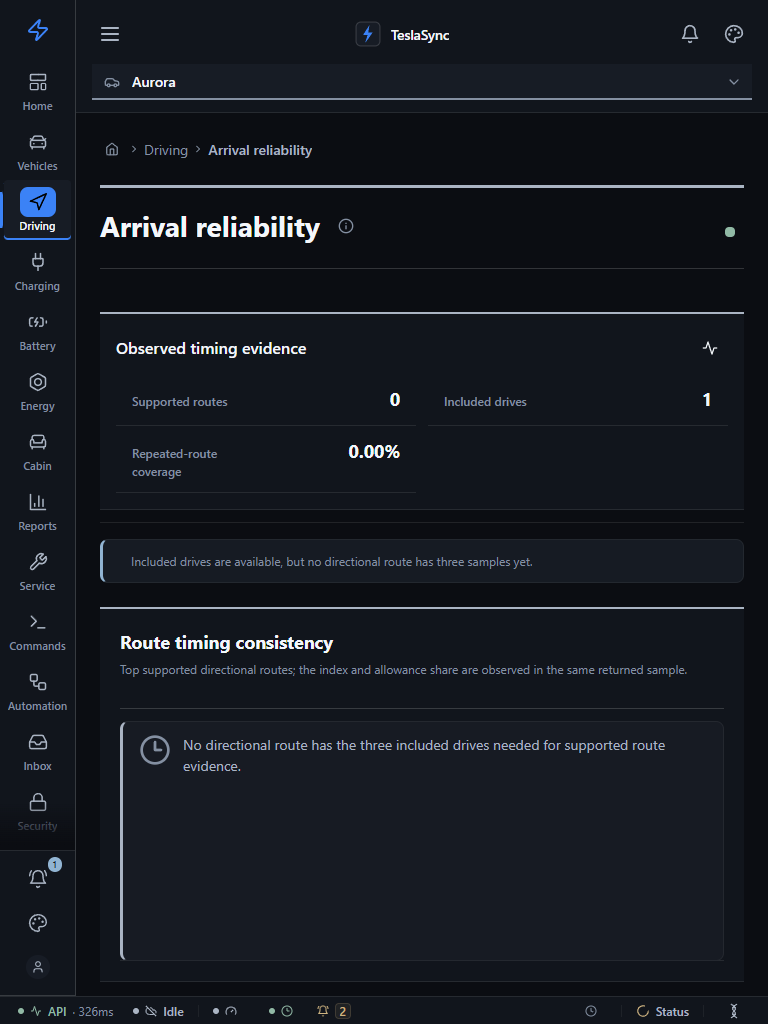 TeslaSync
Aurora
Home
Vehicles
Driving
Charging
Battery
Energy
Cabin
Reports
Service
Commands
Automation
Inbox
Security
1
Driving
Arrival reliability
Arrival reliability
Observed timing evidence
Supported routes
0
Included drives
1
Repeated-route
coverage
0.00%
Included drives are available, but no directional route has three samples yet.
Route timing consistency
Top supported directional routes; the index and allowance share are observed in the same returned sample.
No directional route has the three included drives needed for supported route
evidence.
API · 326ms
Idle
2
Status